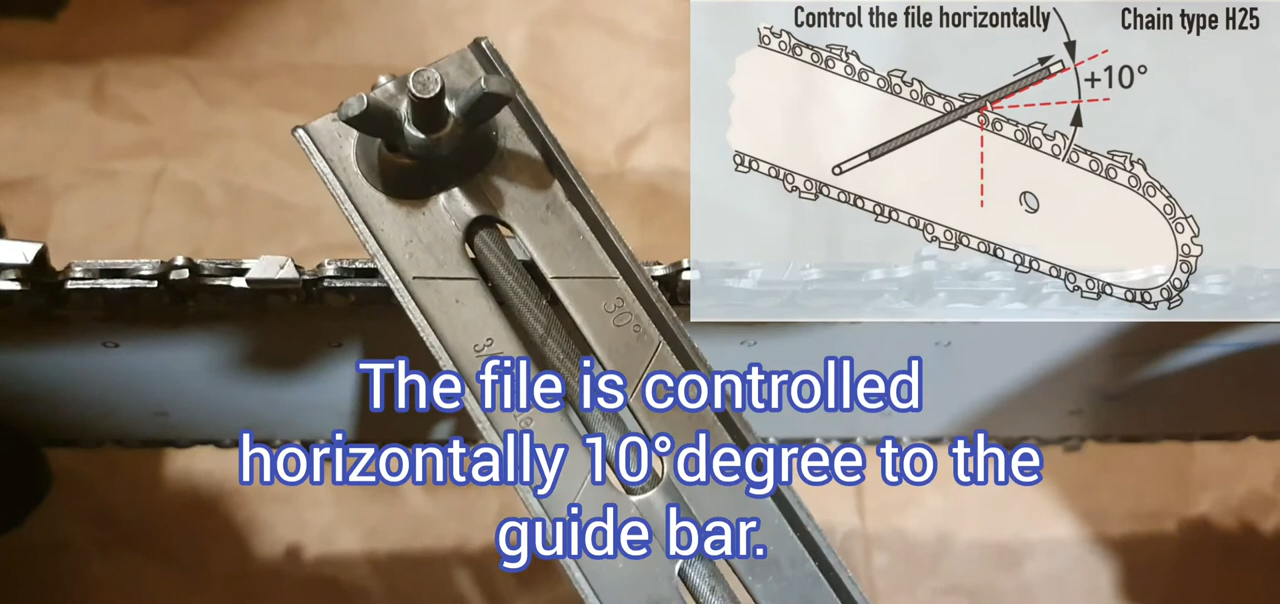 Control the file horizontally
Chain type H25
+10°
30°
The file is controlled
horizontally 10°degree to the
guide bar.